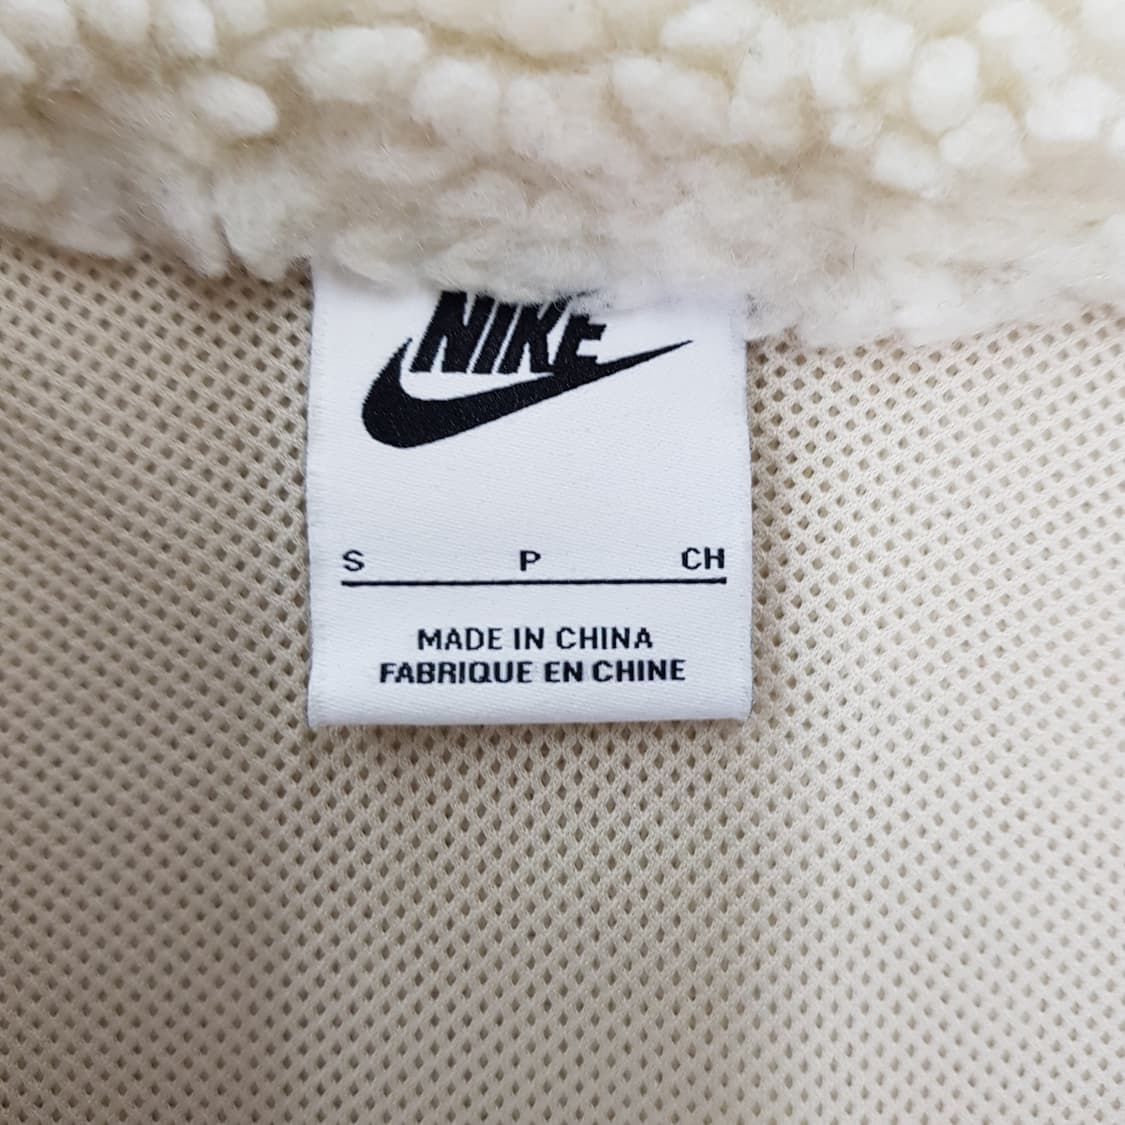 NIKE
S P CH
MADE IN CHINA
FABRIQUE EN CHINE